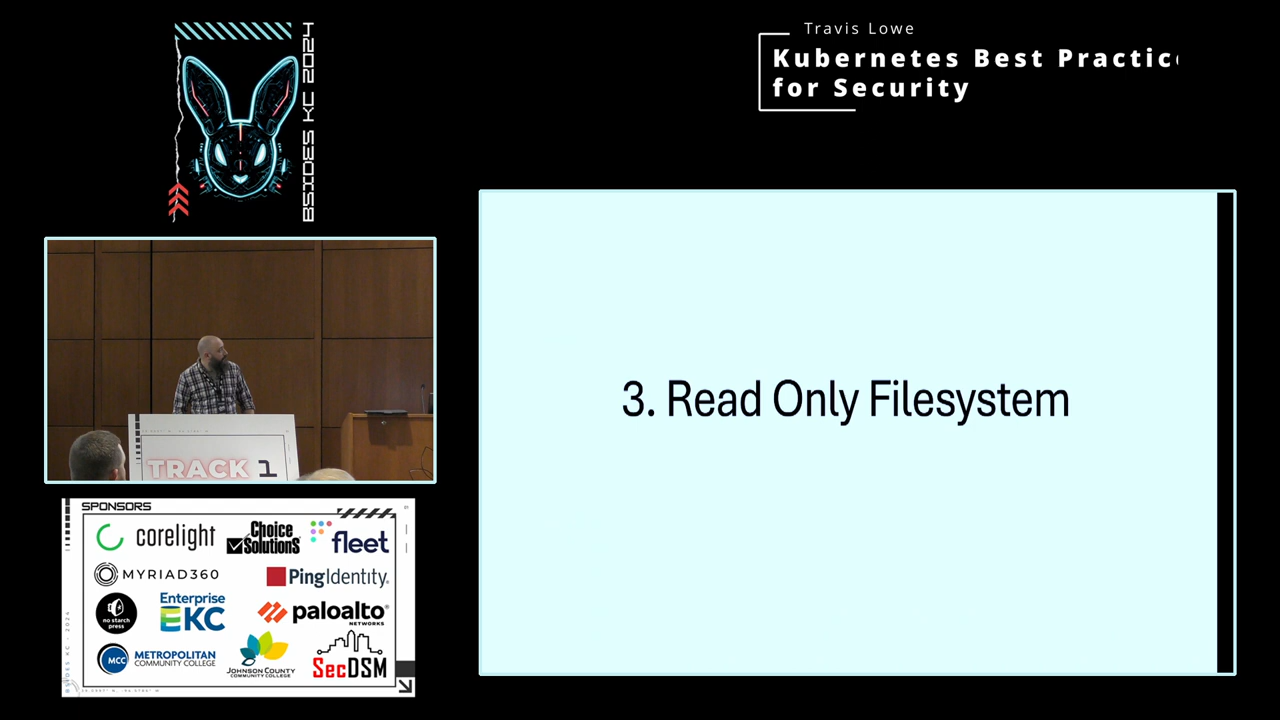 BSIDES KC 2024
Travis Lowe
Kubernetes Best Practic
for Security
3. Read Only Filesystem
TRACK 1
SPONSORS
corelight
Choice
Solutions
fleet
MYRIAD360
PingIdentity
no starch
press
Enterprise
KC
paloalto
NETWORKS
MCC
METROPOLITAN
COMMUNITY COLLEGE
JOHNSON COUNTY
COMMUNITY COLLEGE
SecDSM